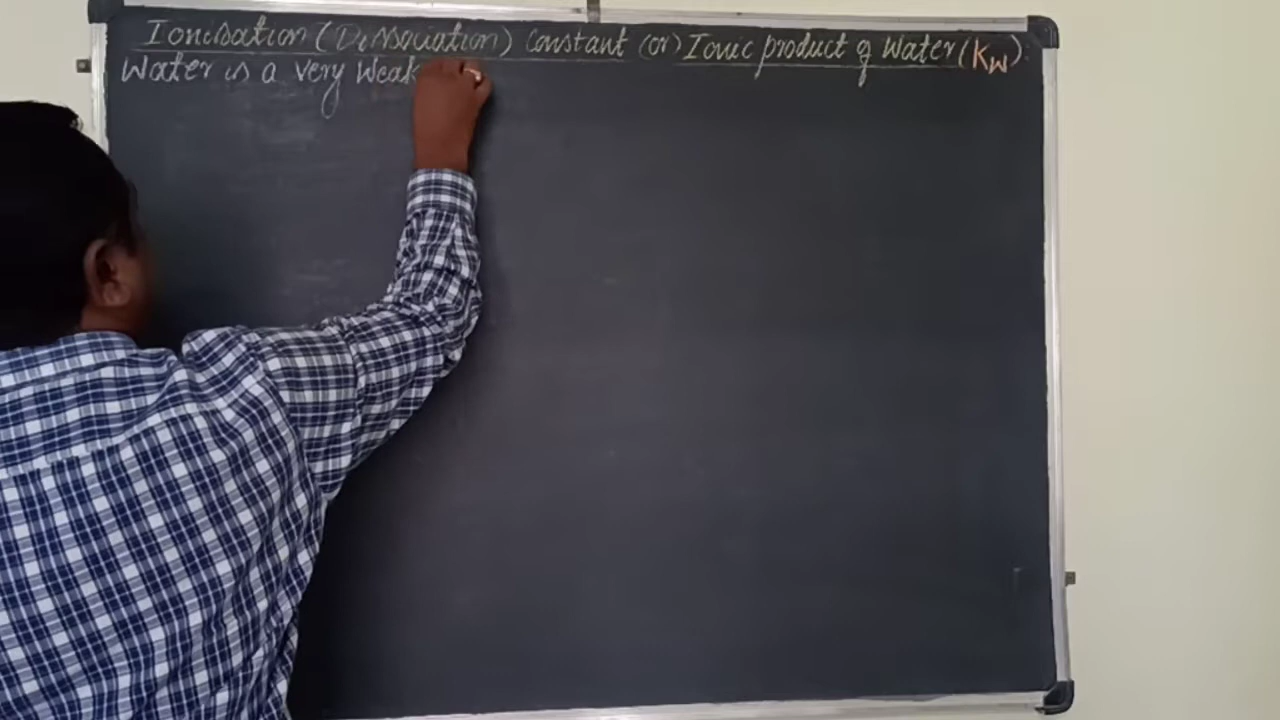 Ionisation (Dissociation) Constant (or) Ionic product of Water (Kw)
Water is a very Weak